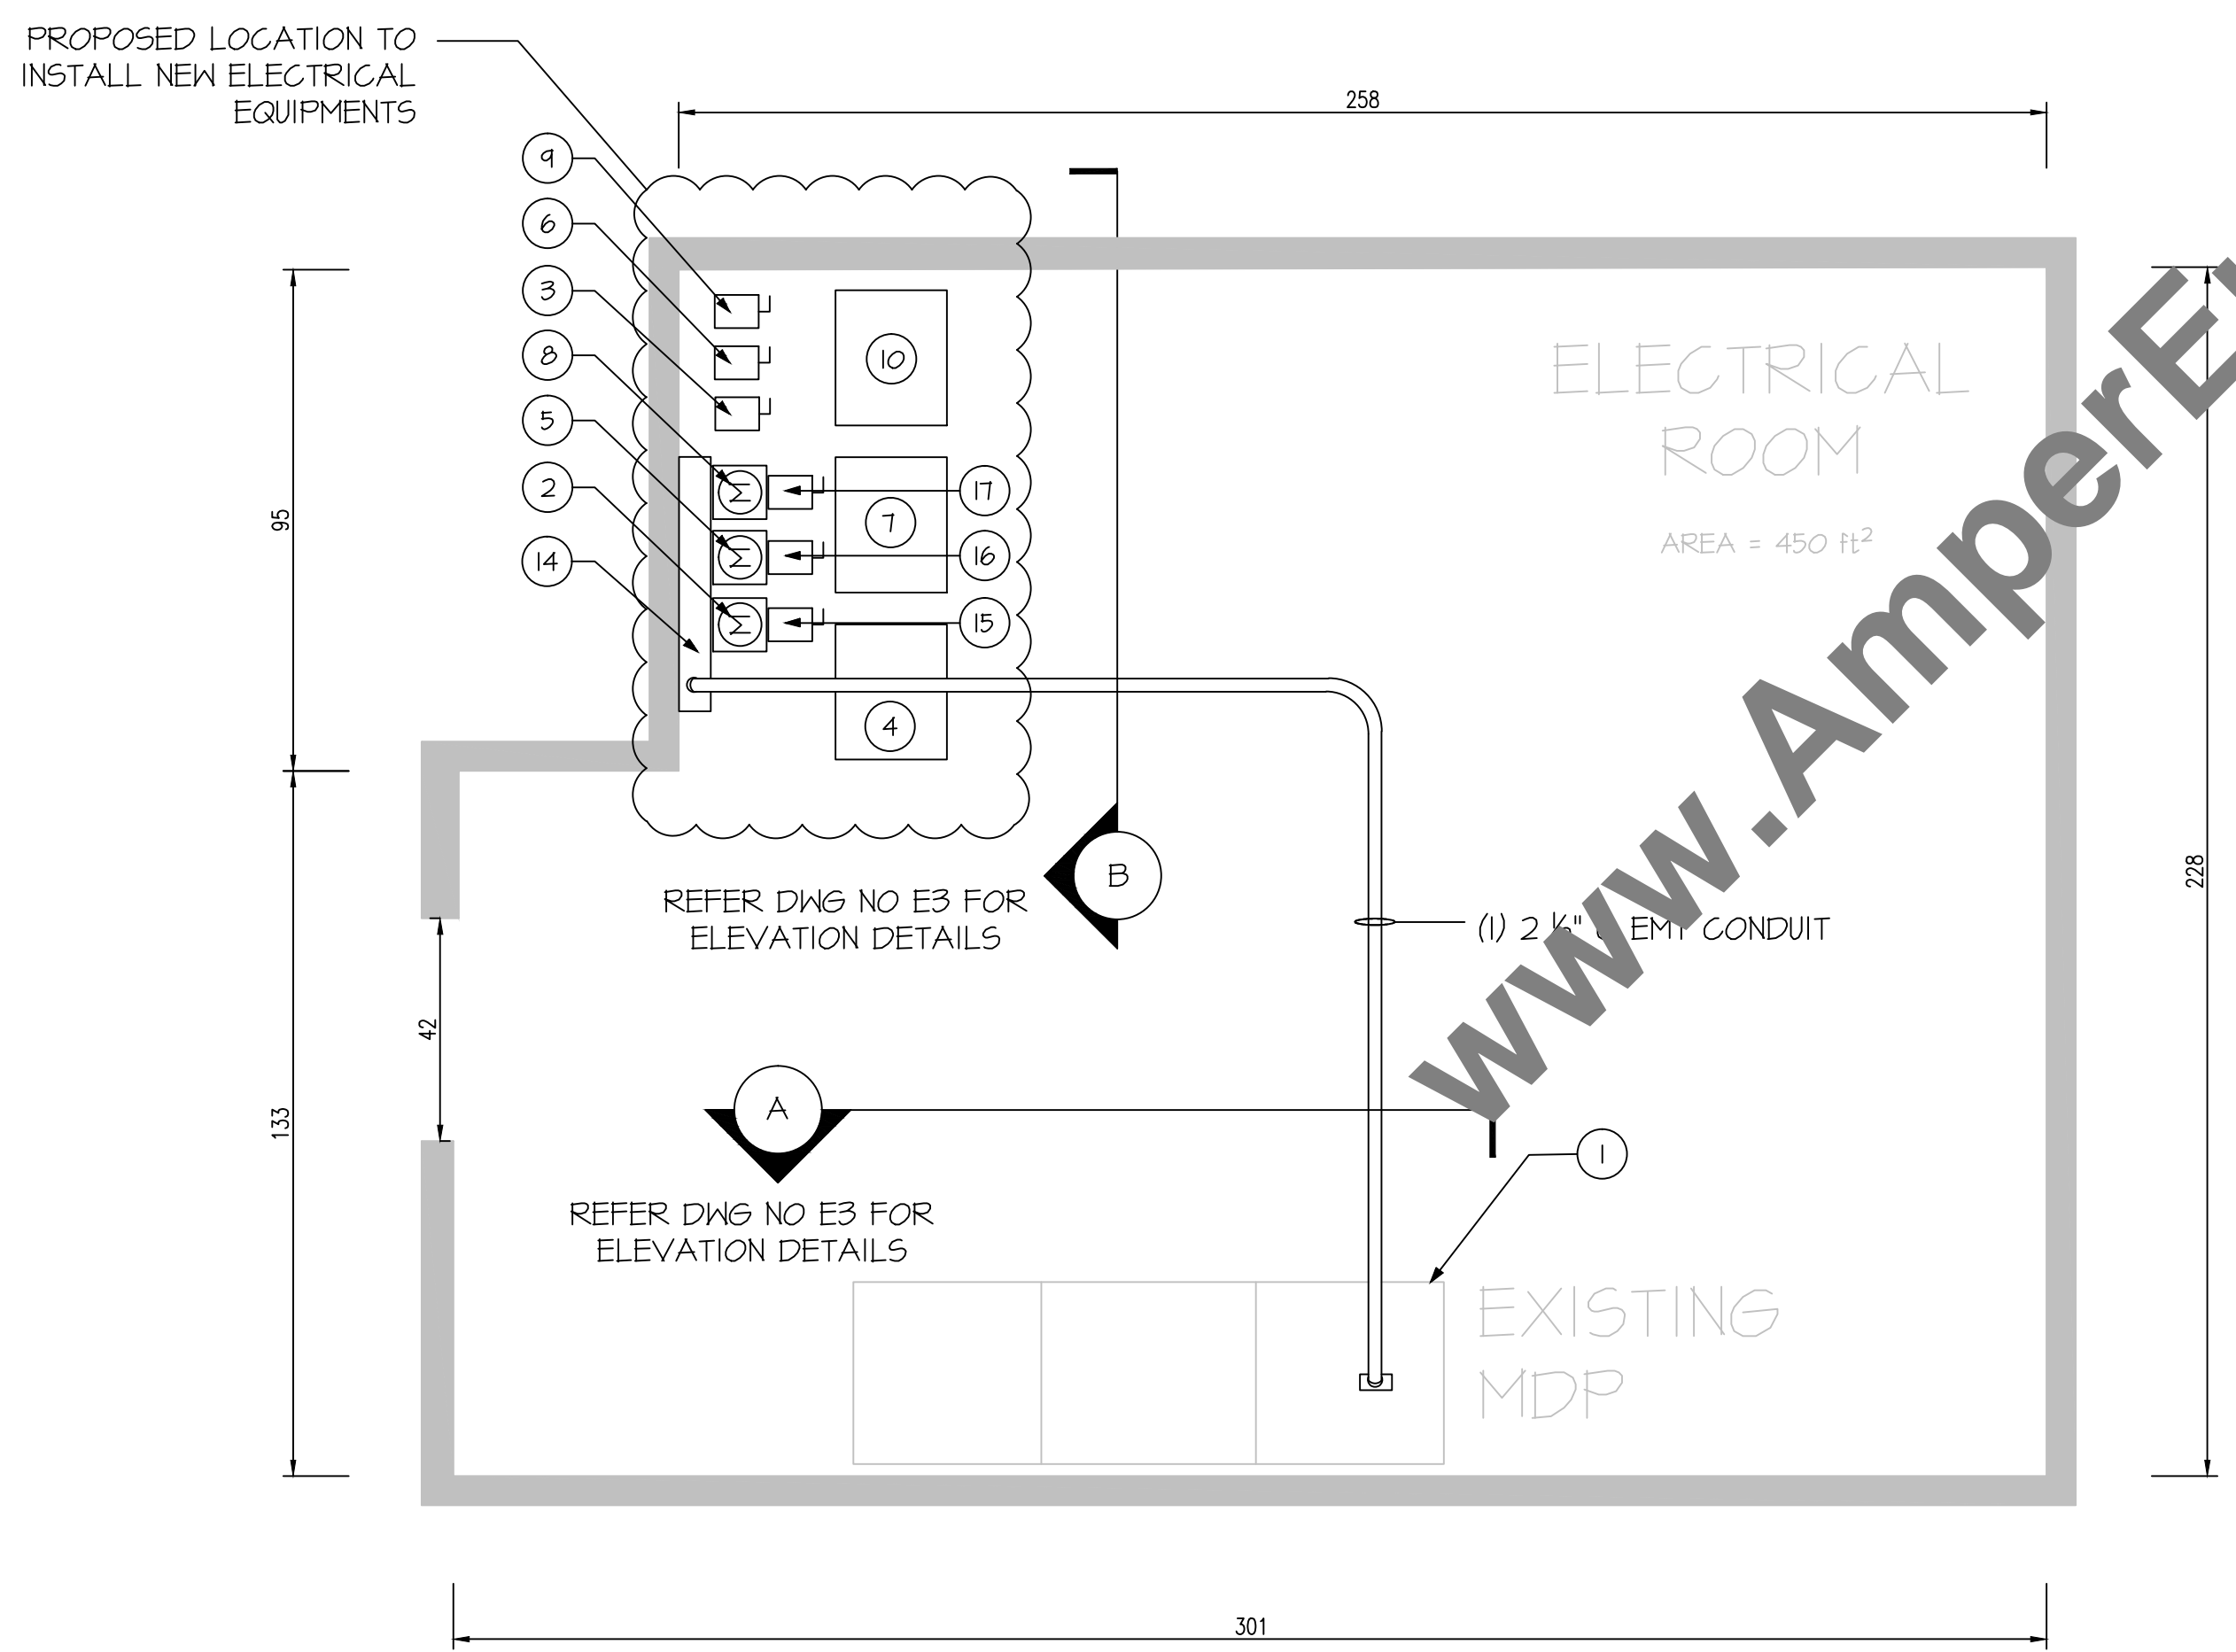 PROPOSED LOCATION TO
INSTALL NEW ELECTRICAL
EQUIPMENTS
258
9
6
3
8
5
2
14
10
7
4
17
16
15
95
ELECTRICAL
ROOM
AREA = 450 ft²
228
B
REFER DWG NO E3 FOR
ELEVATION DETAILS
(1) 2 EMT CONDUIT
42
133
A
REFER DWG NO E3 FOR
ELEVATION DETAILS
1
EXISTING
MDP
301
www.AmperE